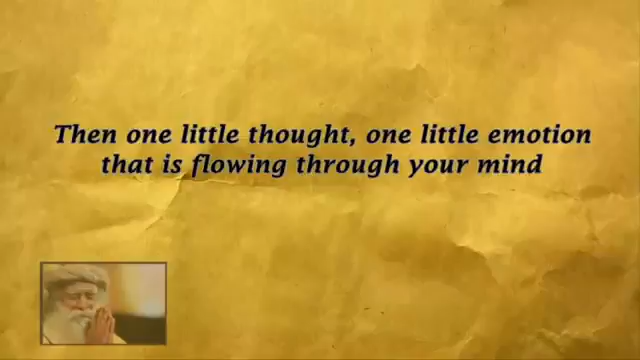 Then one little thought, one little emotion
that is flowing through your mind